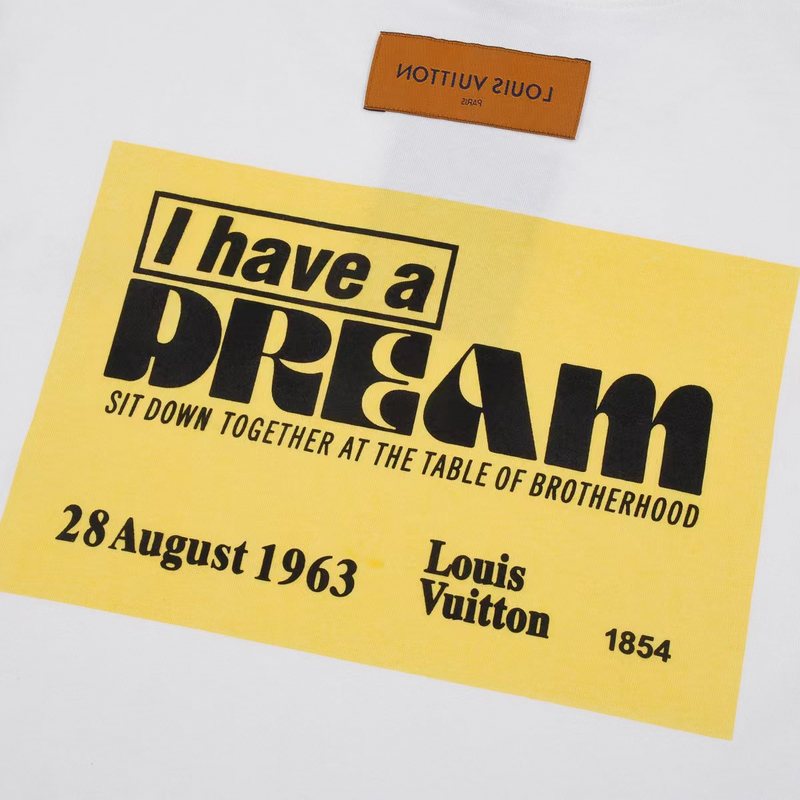 LOUIS VUITTON
PARIS
I have a
DREAM
SIT DOWN TOGETHER AT THE TABLE OF BROTHERHOOD
28 August 1963
Louis
Vuitton
1854